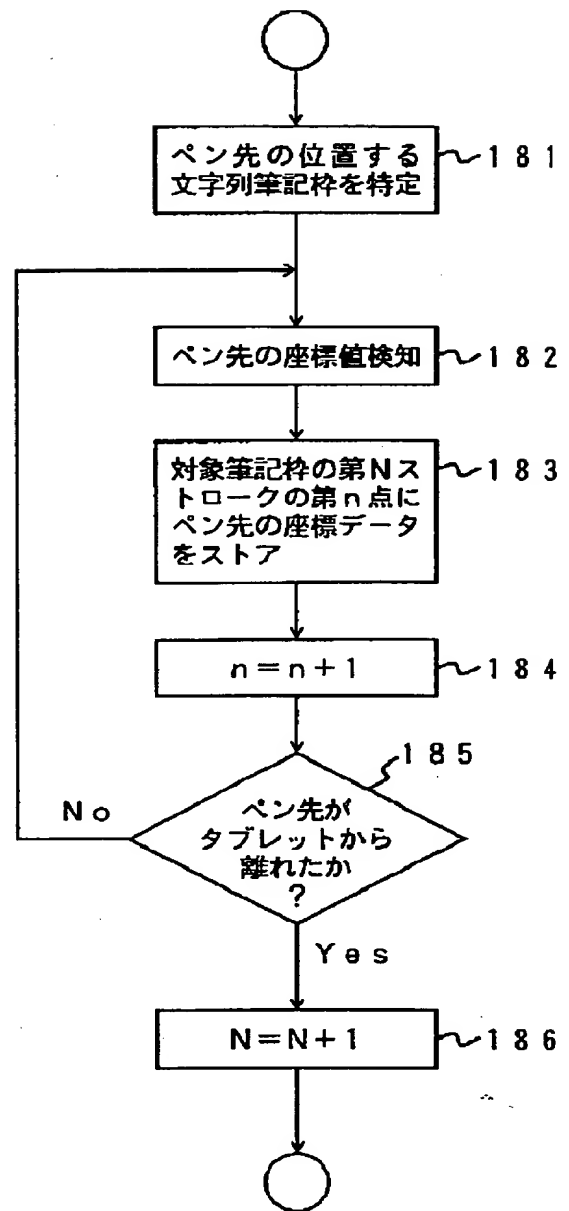 ペン先の位置する
文字列筆記枠を特定
181
ペン先の座標値検知
182
対象筆記枠の第Nス
トロークの第n点に
ペン先の座標データ
をストア
183
n=n+1
184
185
No
ペン先が
タブレットから
離れたか
?
Yes
N=N+1
186